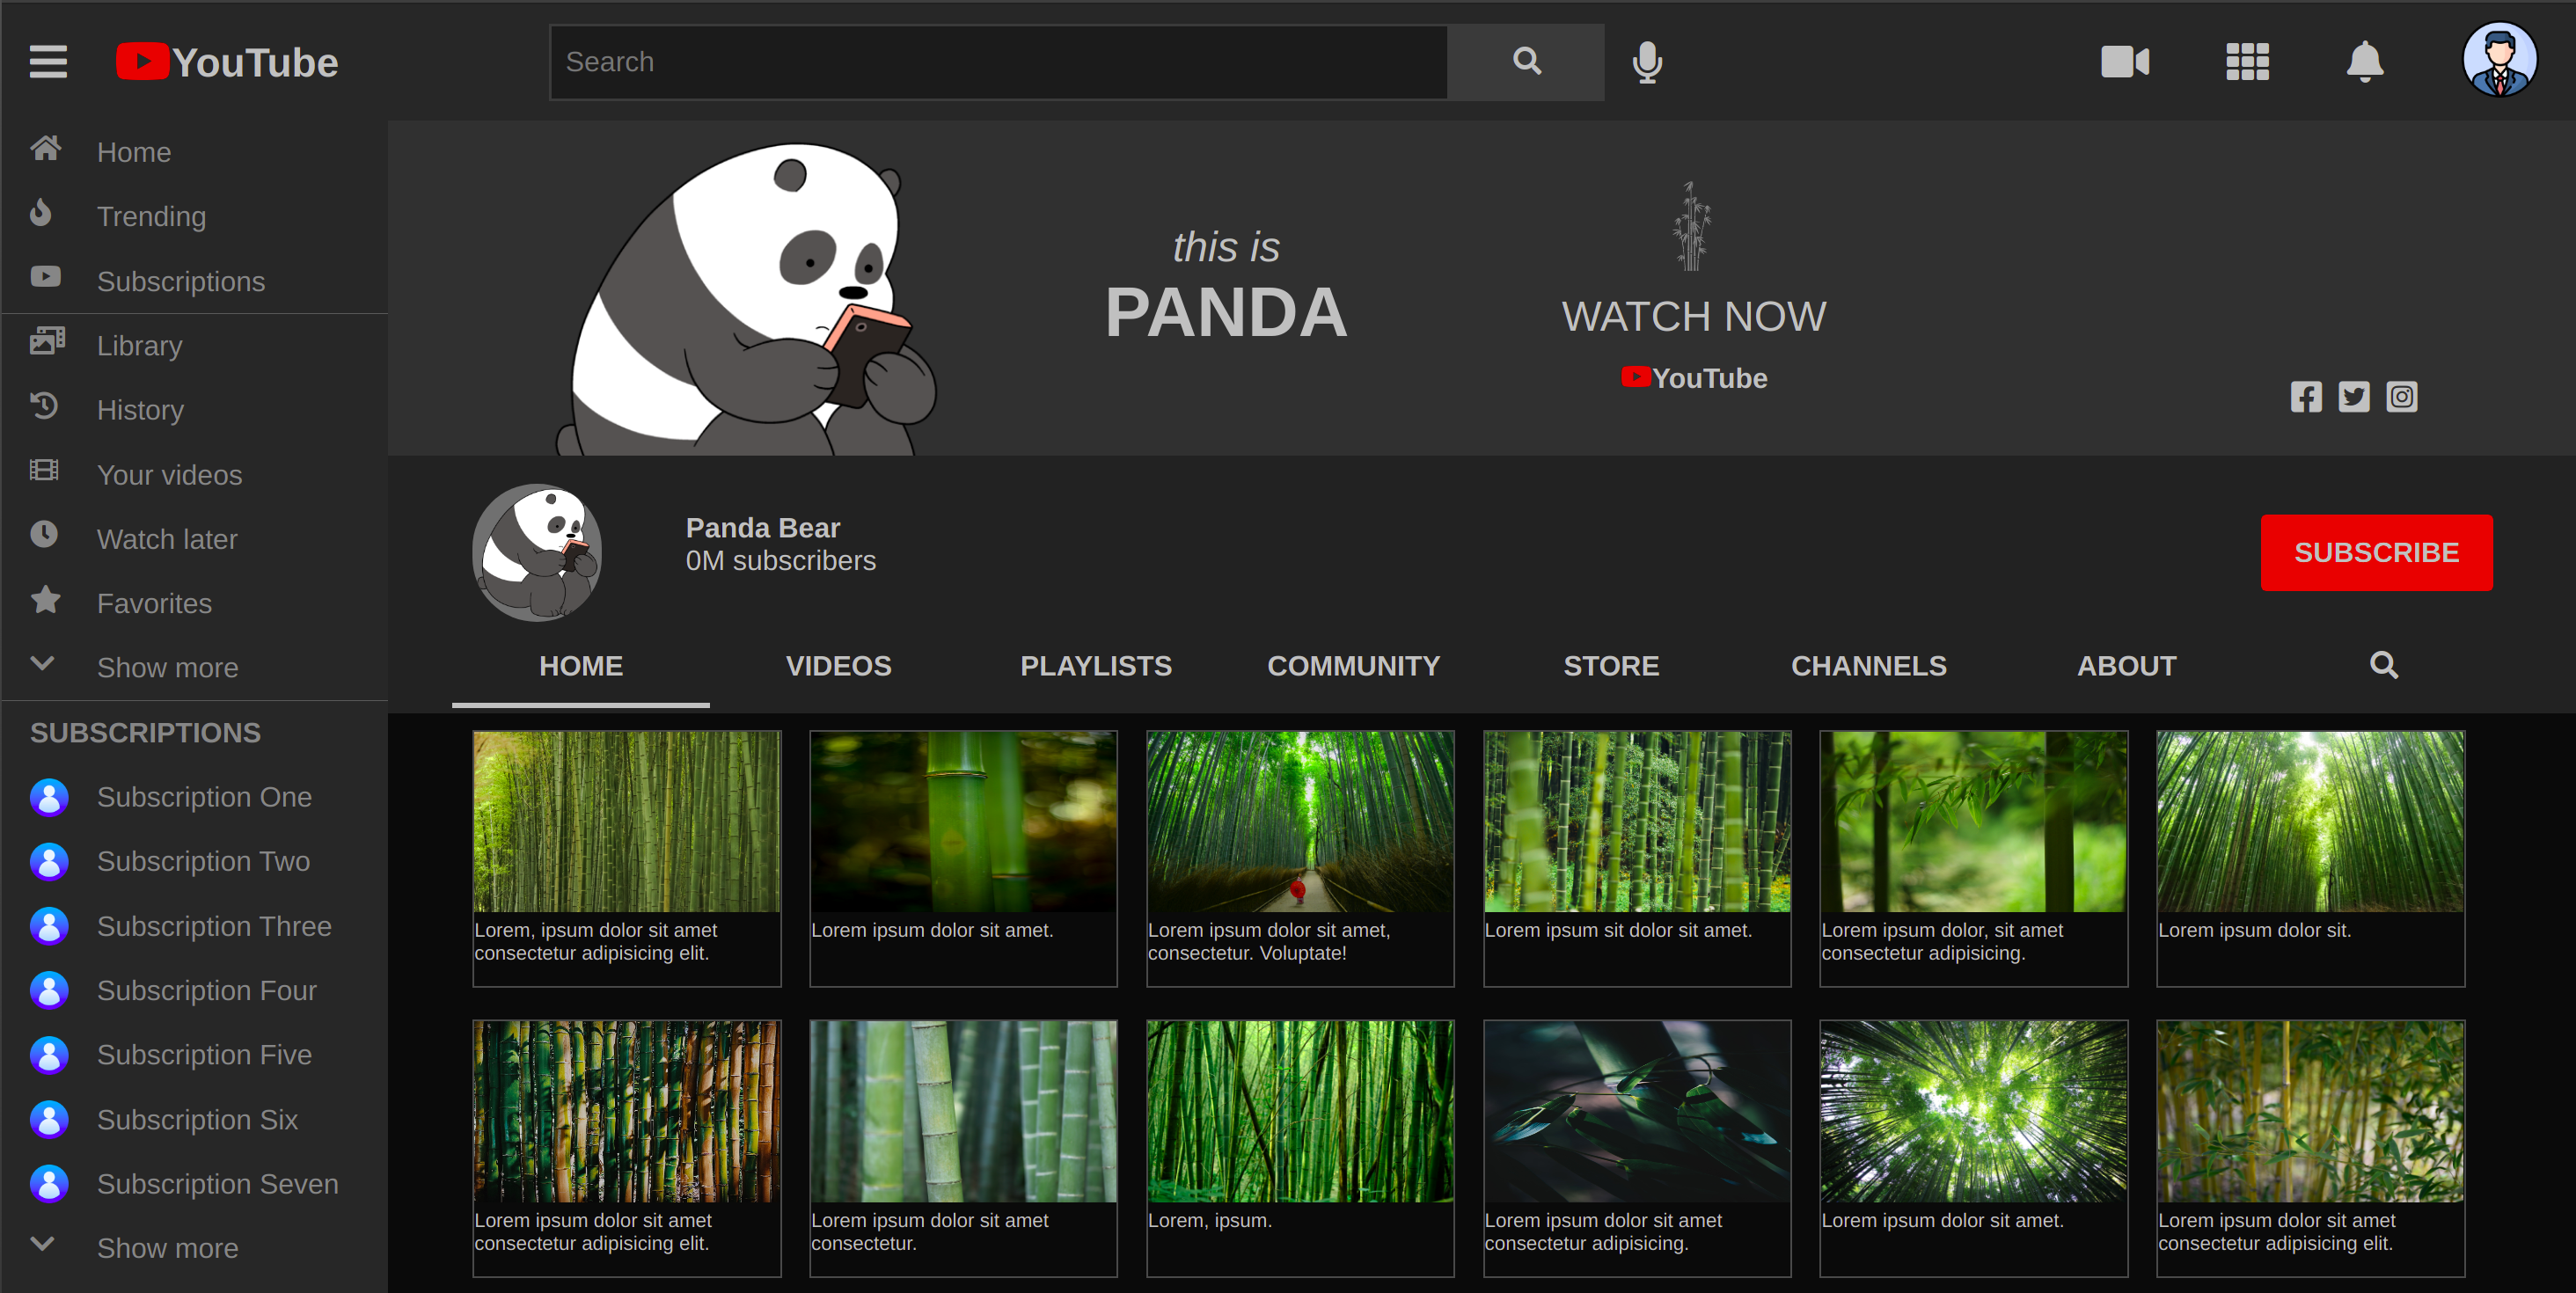 YouTube
Search
Home
Trending
Subscriptions
Library
History
Your videos
Watch later
Favorites
Show more
SUBSCRIPTIONS
Subscription One
Subscription Two
Subscription Three
Subscription Four
Subscription Five
Subscription Six
Subscription Seven
Show more
this is
PANDA
WATCH NOW
YouTube
Panda Bear
0M subscribers
SUBSCRIBE
HOME
VIDEOS
PLAYLISTS
COMMUNITY
STORE
CHANNELS
ABOUT
Lorem, ipsum dolor sit amet
consectetur adipisicing elit.
Lorem ipsum dolor sit amet.
Lorem ipsum dolor sit amet,
consectetur. Voluptate!
Lorem ipsum sit dolor sit amet.
Lorem ipsum dolor, sit amet
consectetur adipisicing.
Lorem ipsum dolor sit.
Lorem ipsum dolor sit amet
consectetur adipisicing elit.
Lorem ipsum dolor sit amet
consectetur.
Lorem, ipsum.
Lorem ipsum dolor sit amet
consectetur adipisicing.
Lorem ipsum dolor sit amet.
Lorem ipsum dolor sit amet
consectetur adipisicing elit.